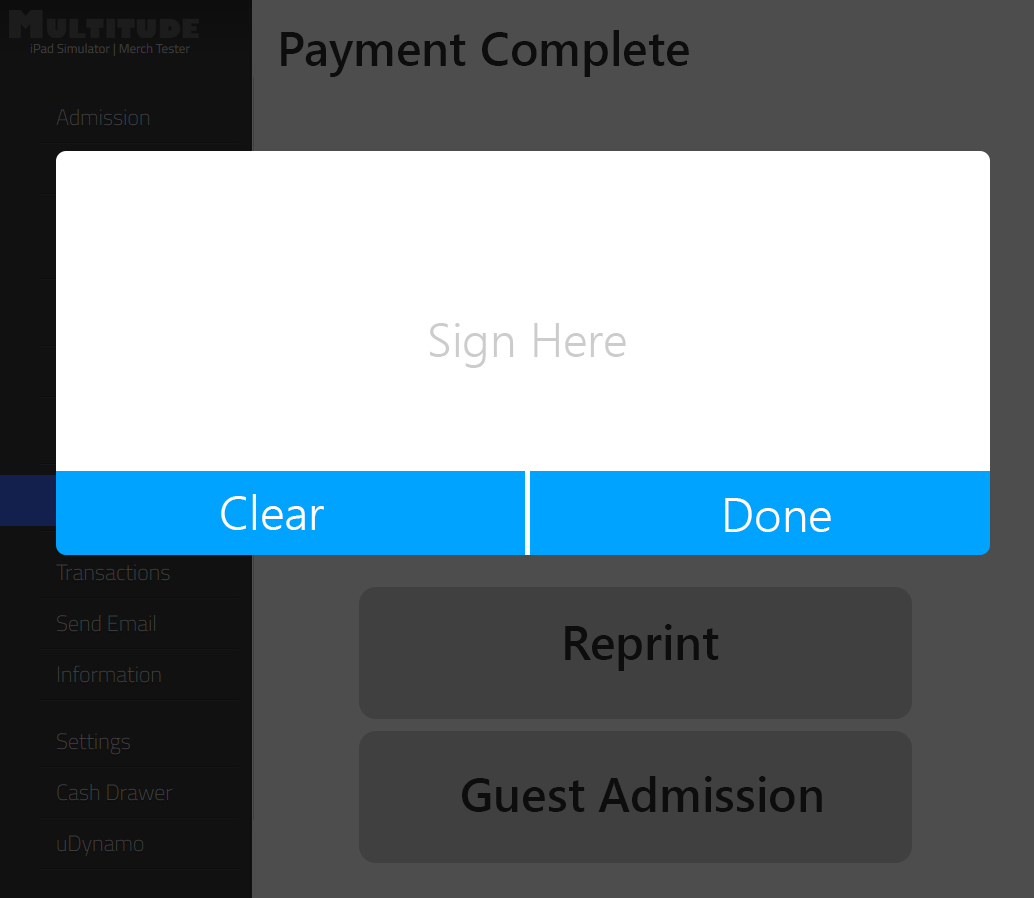 MULTITUDE
iPad Simulator | Merch Tester
Payment Complete
Admission
Sign Here
Clear
Done
Transactions
Send Email
Information
Settings
Cash Drawer
uDynamo
Reprint
Guest Admission